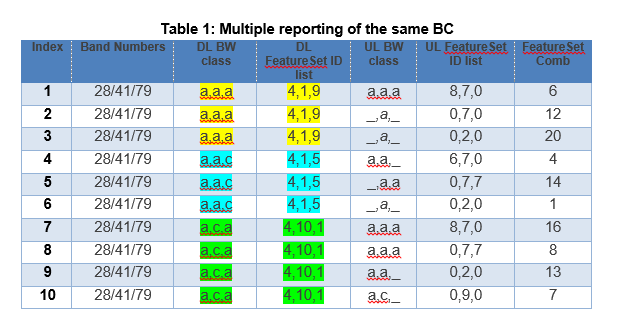 Table 1: Multiple reporting of the same BC
Index Band Numbers DL BW class DL FeatureSet ID list UL BW class UL FeatureSet ID list FeatureSet Comb
1 28/41/79 a,a,a 4,1,9 a,a,a 8,7,0 6
2 28/41/79 a,a,a 4,1,9 _,a,_ 0,7,0 12
3 28/41/79 a,a,a 4,1,9 _,a,_ 0,2,0 20
4 28/41/79 a,a,c 4,1,5 a,a,_ 6,7,0 4
5 28/41/79 a,a,c 4,1,5 _,a,a 0,7,7 14
6 28/41/79 a,a,c 4,1,5 _,a,_ 0,2,0 1
7 28/41/79 a,c,a 4,10,1 a,a,a 8,7,0 16
8 28/41/79 a,c,a 4,10,1 a,a,a 0,7,7 8
9 28/41/79 a,c,a 4,10,1 a,a,_ 0,2,0 13
10 28/41/79 a,c,a 4,10,1 a,c,_ 0,9,0 7